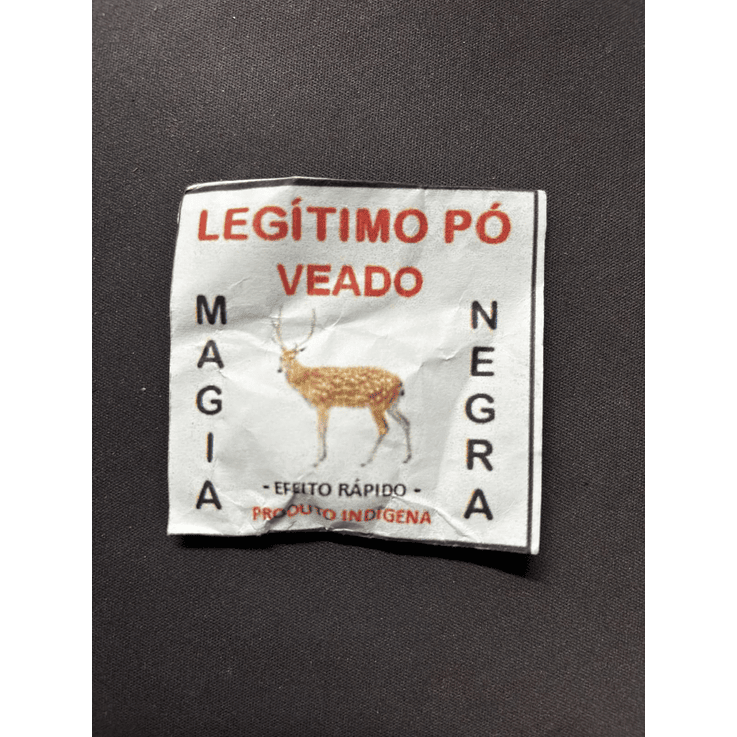 LEGÍTIMO PÓ
VEADO
MAGIA
NEGRA
- EFEITO RÁPIDO -
PRODUTO INDÍGENA